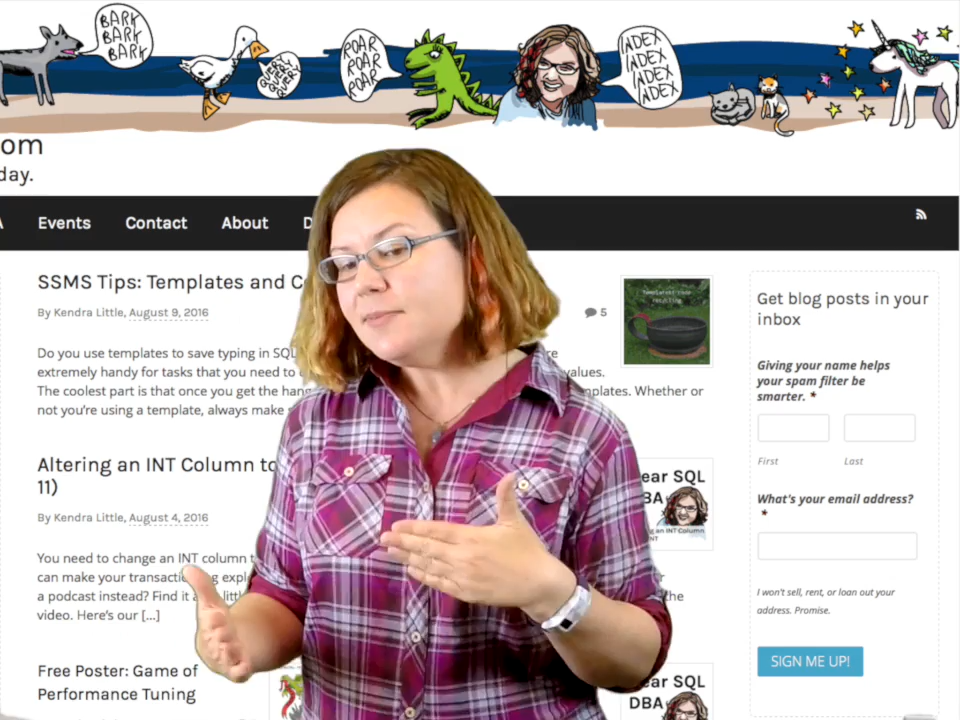 BARK
BARK
BARK
QUERY
QUERY
QUERY
ROAR
ROAR
ROAR
ROAR
INDEX
INDEX
INDEX
INDEX
om
day.
A Events Contact About D
SSMS Tips: Templates and C
By Kendra Little, August 9, 2016
5
Do you use templates to save typing in SQL re
extremely handy for tasks that you need to values.
The coolest part is that once you get the hang mplates. Whether or
not you're using a template, always make
Altering an INT Column to
11)
By Kendra Little, August 4, 2016
ear SQL
BA
You need to change an INT column t
can make your transaction log expl r
a podcast instead? Find it a littl the
video. Here's our [...]
Free Poster: Game of
Performance Tuning
ear SQL
DBA
Get blog posts in your
inbox
Giving your name helps
your spam filter be
smarter. *
First Last
What's your email address?
*
I won't sell, rent, or loan out your
address. Promise.
SIGN ME UP!